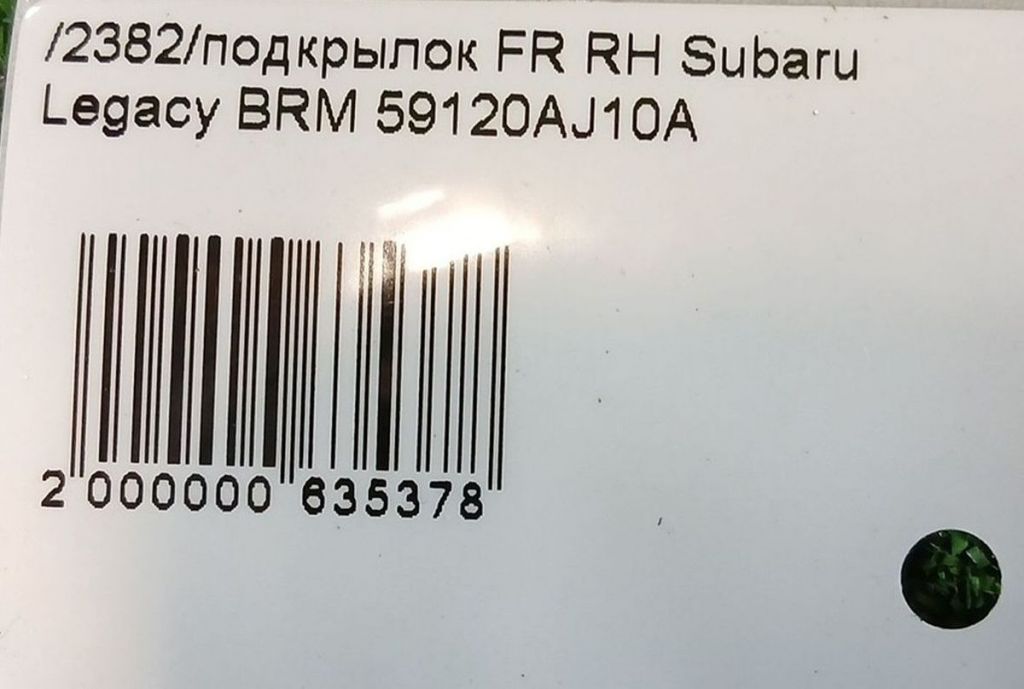 /2382/подкрылок FR RH Subaru
Legacy BRM 59120AJ10A
2 000000 635378